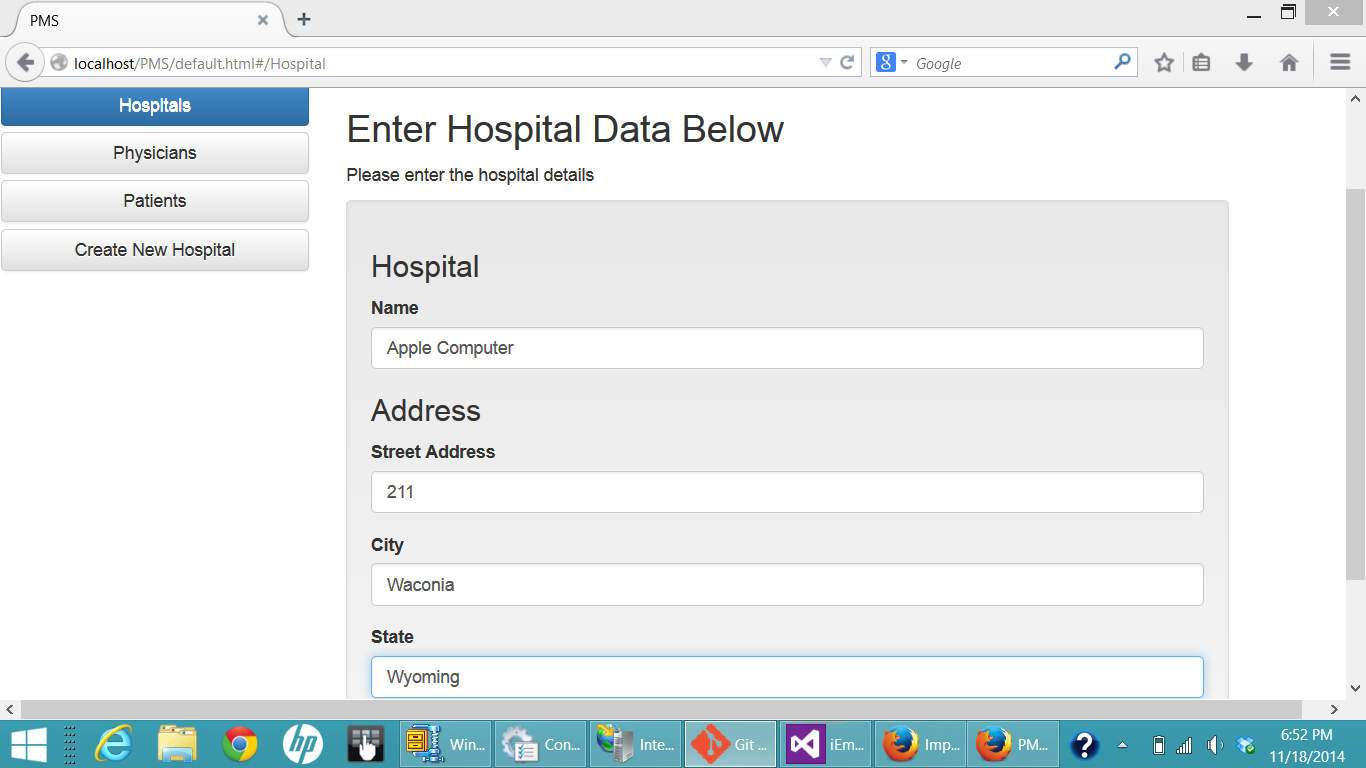 PMS
localhost/PMS/default.html#/Hospital
Google
Hospitals
Physicians
Patients
Create New Hospital
Enter Hospital Data Below
Please enter the hospital details
Hospital
Name
Apple Computer
Address
Street Address
211
City
Waconia
State
Wyoming
Win...
Con...
Inte...
Git ...
iEm...
Imp...
PM...
6:52 PM
11/18/2014